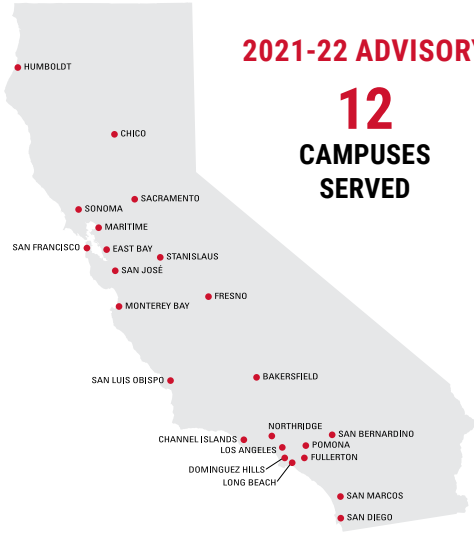 2021-22 ADVISORY
12
CAMPUSES
SERVED
HUMBOLDT
CHICO
SACRAMENTO
SONOMA
MARITIME
SAN FRANCISCO
EAST BAY
STANISLAUS
SAN JOSÉ
FRESNO
MONTEREY BAY
BAKERSFIELD
SAN LUIS OBISPO
NORTHRIDGE
SAN BERNARDINO
CHANNEL ISLANDS
POMONA
LOS ANGELES
FULLERTON
DOMINGUEZ HILLS
LONG BEACH
SAN MARCOS
SAN DIEGO